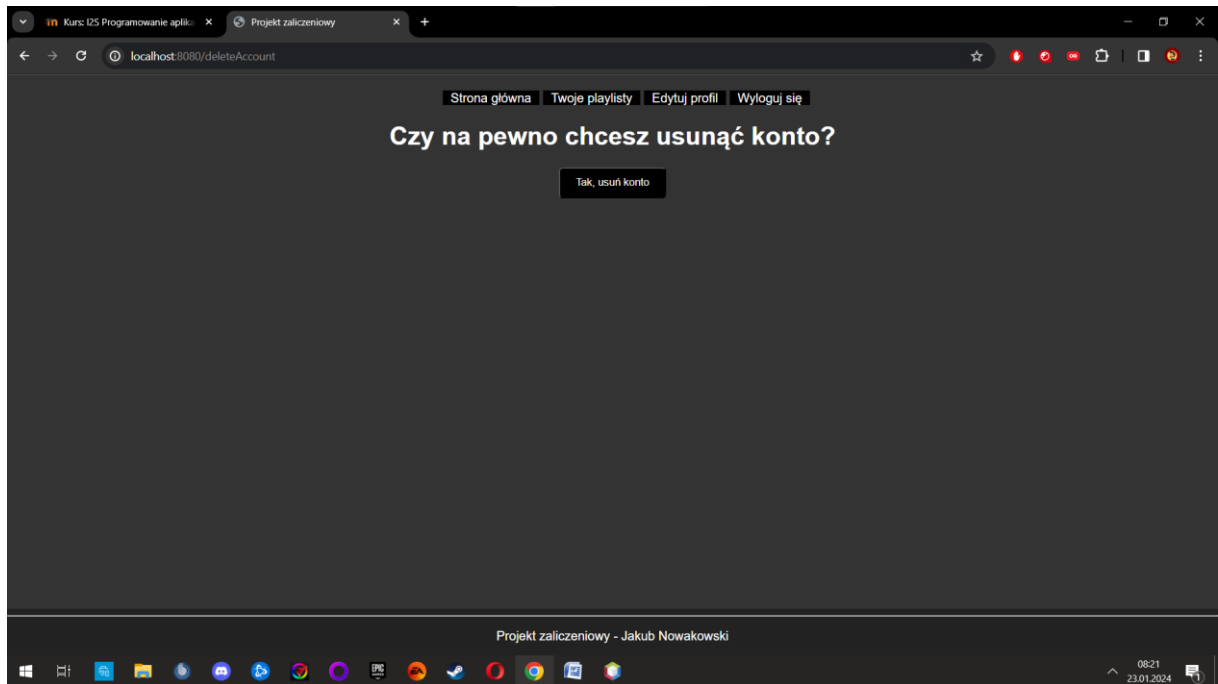 Kurs: I2S Programowanie aplika
Projekt zaliczeniowy
localhost:8080/deleteAccount
Strona główna Twoje playlisty Edytuj profil Wyloguj się
Czy na pewno chcesz usunąć konto?
Tak, usuń konto
Projekt zaliczeniowy - Jakub Nowakowski
EPIC
08:21
23.01.2024